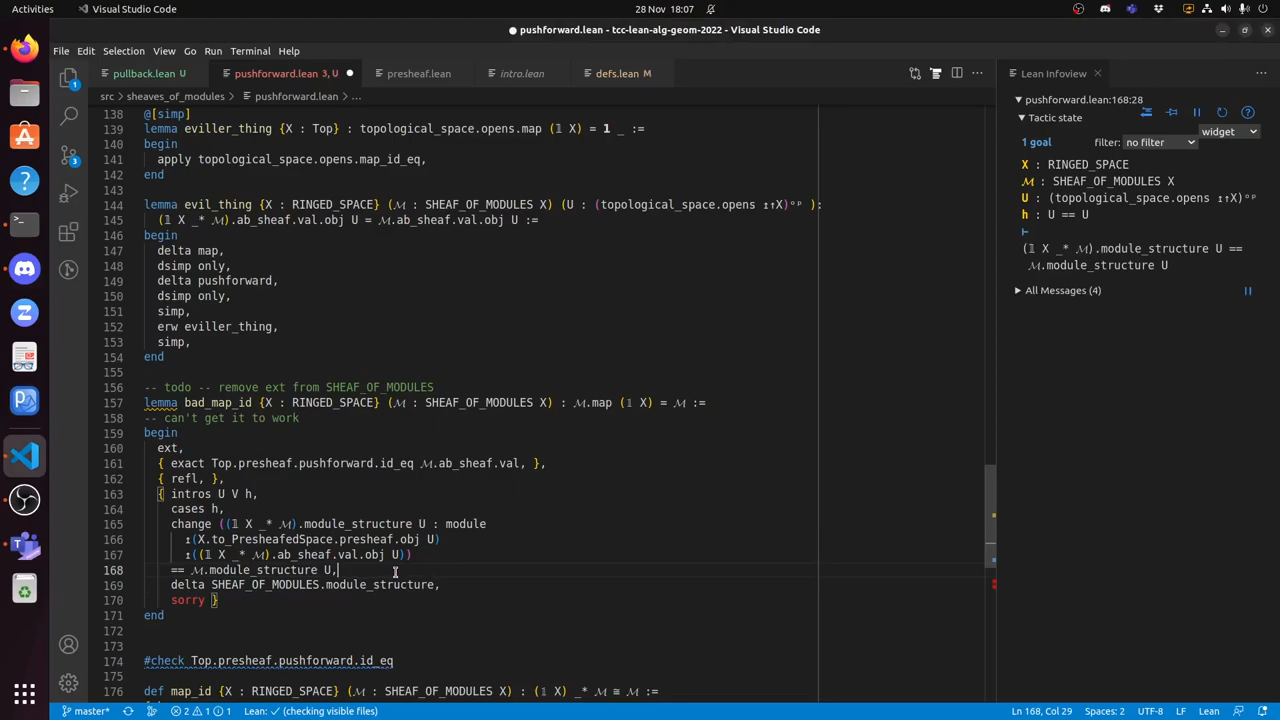 Activities
Visual Studio Code
28 Nov 18:07
● pushforward.lean - tcc-lean-alg-geom-2022 - Visual Studio Code
File Edit Selection View Go Run Terminal Help
pullback.lean U
pushforward.lean 3, U ●
presheaf.lean
intro.lean
defs.lean M
src > sheaves_of_modules > pushforward.lean > ...
138 @[simp]
139 lemma eviller_thing {X : Top} : topological_space.opens.map (𝟙 X) = 𝟭 _ :=
140 begin
141   apply topological_space.opens.map_id_eq,
142 end
143
144 lemma evil_thing {X : RINGED_SPACE} (ℳ : SHEAF_OF_MODULES X) (U : (topological_space.opens ↥↑X)ᵒᵖ ):
145   (𝟙 X _* ℳ).ab_sheaf.val.obj U = ℳ.ab_sheaf.val.obj U :=
146 begin
147   delta map,
148   dsimp only,
149   delta pushforward,
150   dsimp only,
151   simp,
152   erw eviller_thing,
153   simp,
154 end
155
156 -- todo -- remove ext from SHEAF_OF_MODULES
157 lemma bad_map_id {X : RINGED_SPACE} (ℳ : SHEAF_OF_MODULES X) : ℳ.map (𝟙 X) = ℳ :=
158 -- can't get it to work
159 begin
160   ext,
161   { exact Top.presheaf.pushforward.id_eq ℳ.ab_sheaf.val, },
162   { refl, },
163   { intros U V h,
164     cases h,
165     change ((𝟙 X _* ℳ).module_structure U : module
166       ↥(X.to_PresheafedSpace.presheaf.obj U)
167       ↥((𝟙 X _* ℳ).ab_sheaf.val.obj U))
168     == ℳ.module_structure U,
169     delta SHEAF_OF_MODULES.module_structure,
170     sorry }
171 end
172
173
174 #check Top.presheaf.pushforward.id_eq
175
176 def map_id {X : RINGED_SPACE} (ℳ : SHEAF_OF_MODULES X) : (𝟙 X) _* ℳ ≅ ℳ :=
Lean Infoview
pushforward.lean:168:28
Tactic state
widget
1 goal
filter: no filter
X : RINGED_SPACE
ℳ : SHEAF_OF_MODULES X
U : (topological_space.opens ↥↑X)ᵒᵖ
h : U == U
⊢
(𝟙 X _* ℳ).module_structure U ==
ℳ.module_structure U
All Messages (4)
1
3
master*
2 1 1
Lean: ✓ (checking visible files)
Ln 168, Col 29
Spaces: 2
UTF-8
LF
Lean